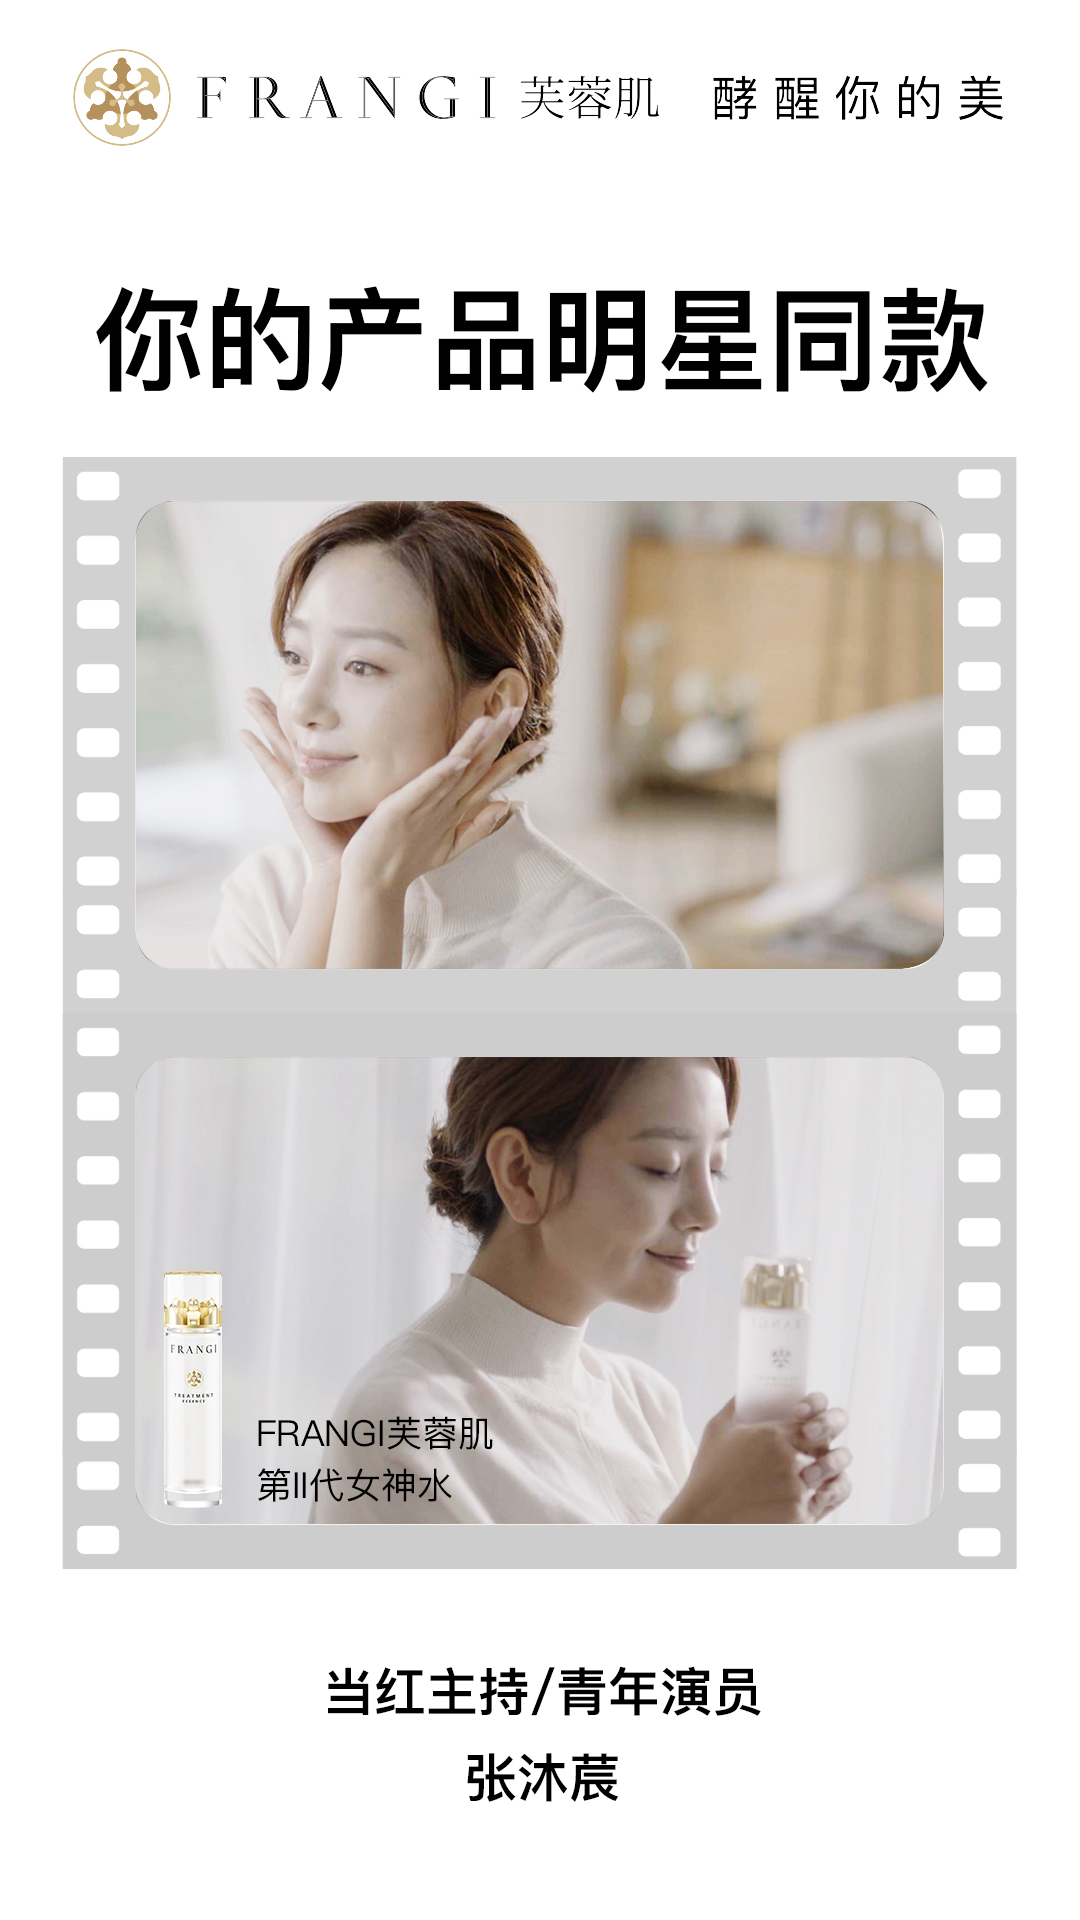 FRANGI 芙蓉肌 酵醒你的美
你的产品明星同款
FRANGI
TREATMENT
ESSENCE
FRANGI芙蓉肌
第II代女神水
当红主持/青年演员
张沐莀